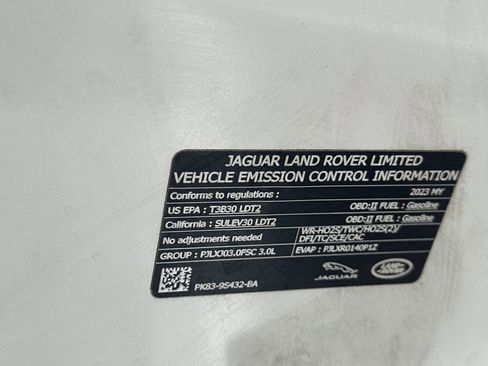 JAGUAR LAND ROVER LIMITED
VEHICLE EMISSION CONTROL INFORMATION
Conforms to regulations : 2023 MY
US EPA : T3B30 LDT2 OBD:II FUEL : Gasoline
California : SULEV30 LDT2 OBD:II FUEL : Gasoline
No adjustments needed WR-HO2S/TWC/HO2S(2)/
DFI/TC/SCE/CAC
GROUP : PJLXJ03.0FSC 3.0L EVAP : PJLXR0140P1Z
PK83-95432-BA JAGUAR LAND ROVER